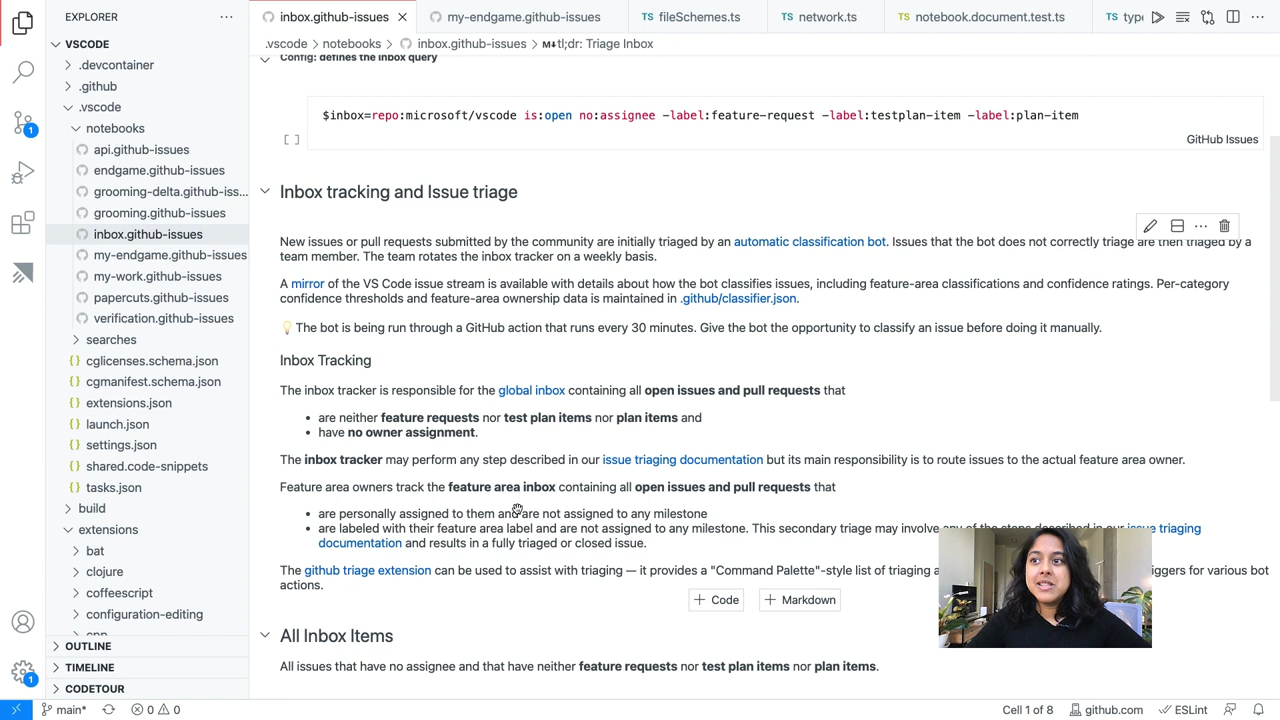 EXPLORER
inbox.github-issues
my-endgame.github-issues
TS fileSchemes.ts
TS network.ts
TS notebook.document.test.ts
TS type
VSCODE
.vscode > notebooks > inbox.github-issues > M↓tl;dr: Triage Inbox
.devcontainer
.github
.vscode
notebooks
api.github-issues
endgame.github-issues
grooming-delta.github-iss...
grooming.github-issues
inbox.github-issues
my-endgame.github-issues
my-work.github-issues
papercuts.github-issues
verification.github-issues
searches
{} cglicenses.schema.json
{} cgmanifest.schema.json
{} extensions.json
{} launch.json
{} settings.json
{} shared.code-snippets
{} tasks.json
build
extensions
bat
clojure
coffeescript
configuration-editing
cpp
OUTLINE
TIMELINE
CODETOUR
Config: defines the inbox query
$inbox=repo:microsoft/vscode is:open no:assignee -label:feature-request -label:testplan-item -label:plan-item
[ ]
GitHub Issues
Inbox tracking and Issue triage
New issues or pull requests submitted by the community are initially triaged by an automatic classification bot. Issues that the bot does not correctly triage are then triaged by a
team member. The team rotates the inbox tracker on a weekly basis.
A mirror of the VS Code issue stream is available with details about how the bot classifies issues, including feature-area classifications and confidence ratings. Per-category
confidence thresholds and feature-area ownership data is maintained in .github/classifier.json.
💡 The bot is being run through a GitHub action that runs every 30 minutes. Give the bot the opportunity to classify an issue before doing it manually.
Inbox Tracking
The inbox tracker is responsible for the global inbox containing all open issues and pull requests that
• are neither feature requests nor test plan items nor plan items and
• have no owner assignment.
The inbox tracker may perform any step described in our issue triaging documentation but its main responsibility is to route issues to the actual feature area owner.
Feature area owners track the feature area inbox containing all open issues and pull requests that
• are personally assigned to them and are not assigned to any milestone
• are labeled with their feature area label and are not assigned to any milestone. This secondary triage may involve any of the steps described in our issue triaging
documentation and results in a fully triaged or closed issue.
The github triage extension can be used to assist with triaging — it provides a "Command Palette"-style list of triaging a iggers for various bot
actions.
+ Code
+ Markdown
All Inbox Items
All issues that have no assignee and that have neither feature requests nor test plan items nor plan items.
1
1
main*
0 0
Cell 1 of 8
github.com
ESLint